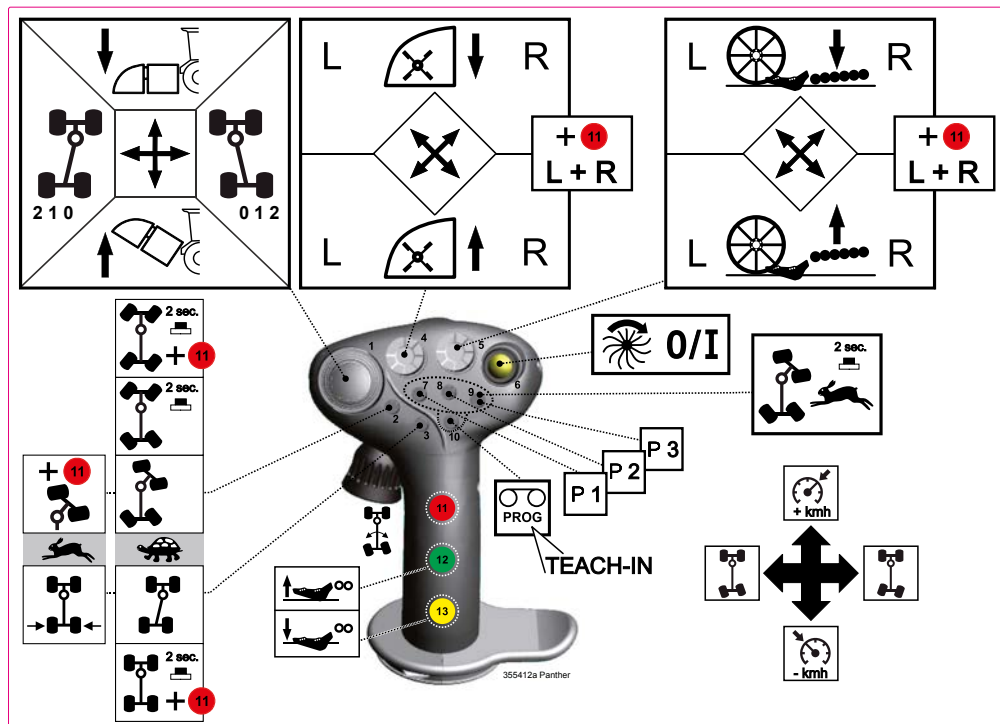 L R
L R
+ 11
L + R
L R
L R
+ 11
L + R
2 1 0
0 1 2
2 sec.
+ 11
2 sec.
+ 11
2 sec.
+ 11
1
4
5
6
7
8
9
2
3
10
11
12
13
0/I
2 sec.
P 1
P 2
P 3
PROG
TEACH-IN
∞
∞
+ kmh
- kmh
355412a Panther